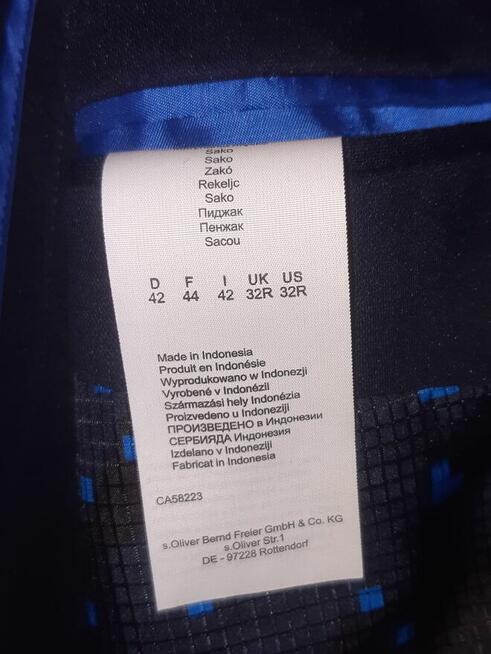 Sako
Sako
Zakó
Rekeljc
Sako
Пиджак
Пенжак
Sacou
D F I UK US
42 44 42 32R 32R
Made in Indonesia
Produit en Indonésie
Wyprodukowano w Indonezji
Vyrobené v Indonézii
Származási hely Indonézia
Proizvedeno u Indoneziji
ПРОИЗВЕДЕНО в Индонезии
СЕРБИЯДА Индонезия
Izdelano v Indoneziji
Fabricat in Indonesia
CA58223
s.Oliver Bernd Freier GmbH & Co. KG
s.Oliver Str.1
DE - 97228 Rottendorf